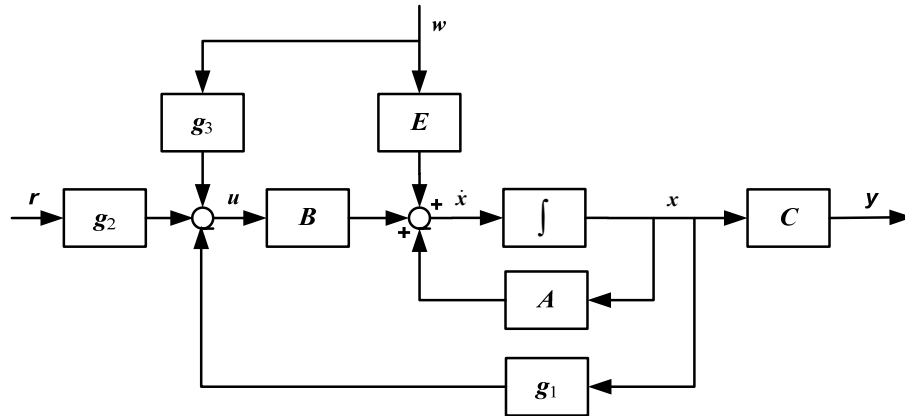 w
g₃
E
r
g₂
u
B
+
+
ẋ
∫
x
C
y
A
g₁